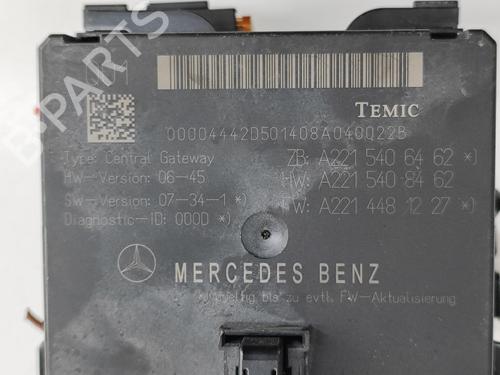 B-PARTS
TEMIC
00004442D501408A040Q22B
Type: Central Gateway ZB: A221 540 64 62 *)
HW-Version: 06-45 HW: A221 540 84 62
SW-Version: 07-34-1 *) FW: A221 448 12 27 *)
Diagnostic-ID: 000D *)
MERCEDES BENZ
bis zu evtl. FW-Aktualisierung